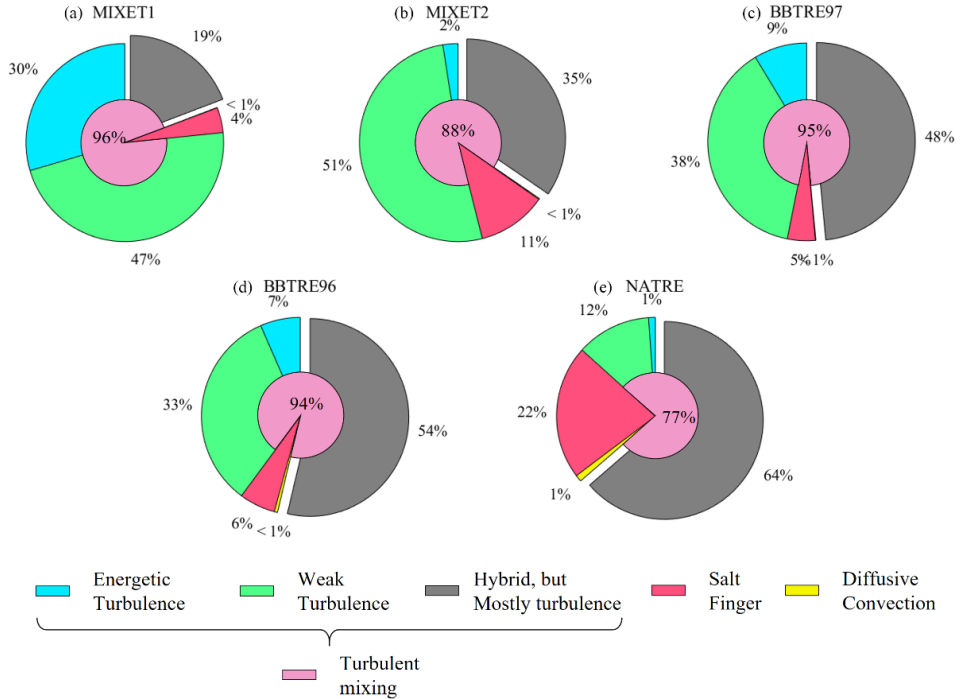 (a) MIXET1
19%
30%
< 1%
4%
96%
47%
(b) MIXET2
2%
35%
88%
51%
< 1%
11%
(c) BBTRE97
9%
95%
48%
38%
5%
<1%
(d) BBTRE96
7%
94%
33%
54%
6%
< 1%
(e) NATRE
1%
12%
22%
77%
64%
1%
Energetic
Turbulence
Weak
Turbulence
Hybrid, but
Mostly turbulence
Salt
Finger
Diffusive
Convection
Turbulent
mixing